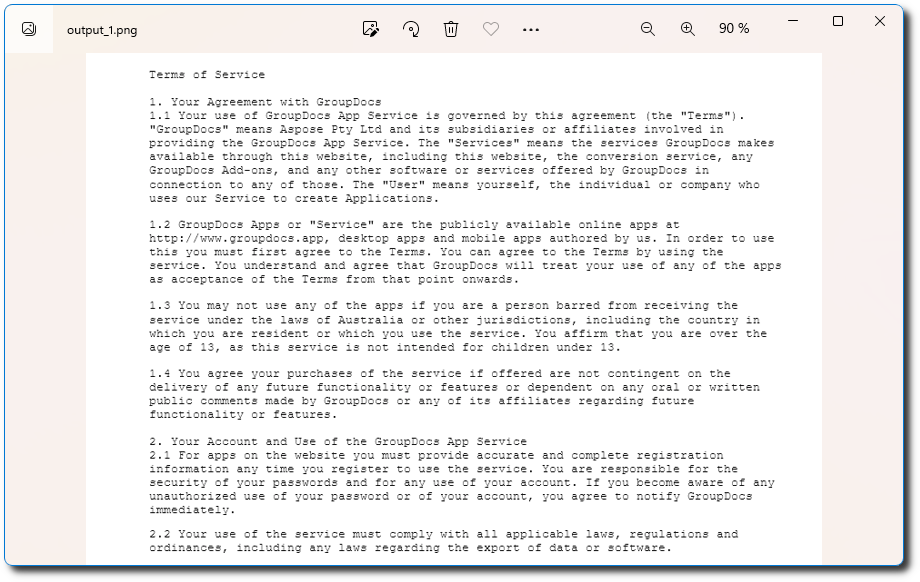 output_1.png
90 %
Terms of Service
1. Your Agreement with GroupDocs
1.1 Your use of GroupDocs App Service is governed by this agreement (the "Terms").
"GroupDocs" means Aspose Pty Ltd and its subsidiaries or affiliates involved in
providing the GroupDocs App Service. The "Services" means the services GroupDocs makes
available through this website, including this website, the conversion service, any
GroupDocs Add-ons, and any other software or services offered by GroupDocs in
connection to any of those. The "User" means yourself, the individual or company who
uses our Service to create Applications.
1.2 GroupDocs Apps or "Service" are the publicly available online apps at
http://www.groupdocs.app, desktop apps and mobile apps authored by us. In order to use
this you must first agree to the Terms. You can agree to the Terms by using the
service. You understand and agree that GroupDocs will treat your use of any of the apps
as acceptance of the Terms from that point onwards.
1.3 You may not use any of the apps if you are a person barred from receiving the
service under the laws of Australia or other jurisdictions, including the country in
which you are resident or which you use the service. You affirm that you are over the
age of 13, as this service is not intended for children under 13.
1.4 You agree your purchases of the service if offered are not contingent on the
delivery of any future functionality or features or dependent on any oral or written
public comments made by GroupDocs or any of its affiliates regarding future
functionality or features.
2. Your Account and Use of the GroupDocs App Service
2.1 For apps on the website you must provide accurate and complete registration
information any time you register to use the service. You are responsible for the
security of your passwords and for any use of your account. If you become aware of any
unauthorized use of your password or of your account, you agree to notify GroupDocs
immediately.
2.2 Your use of the service must comply with all applicable laws, regulations and
ordinances, including any laws regarding the export of data or software.